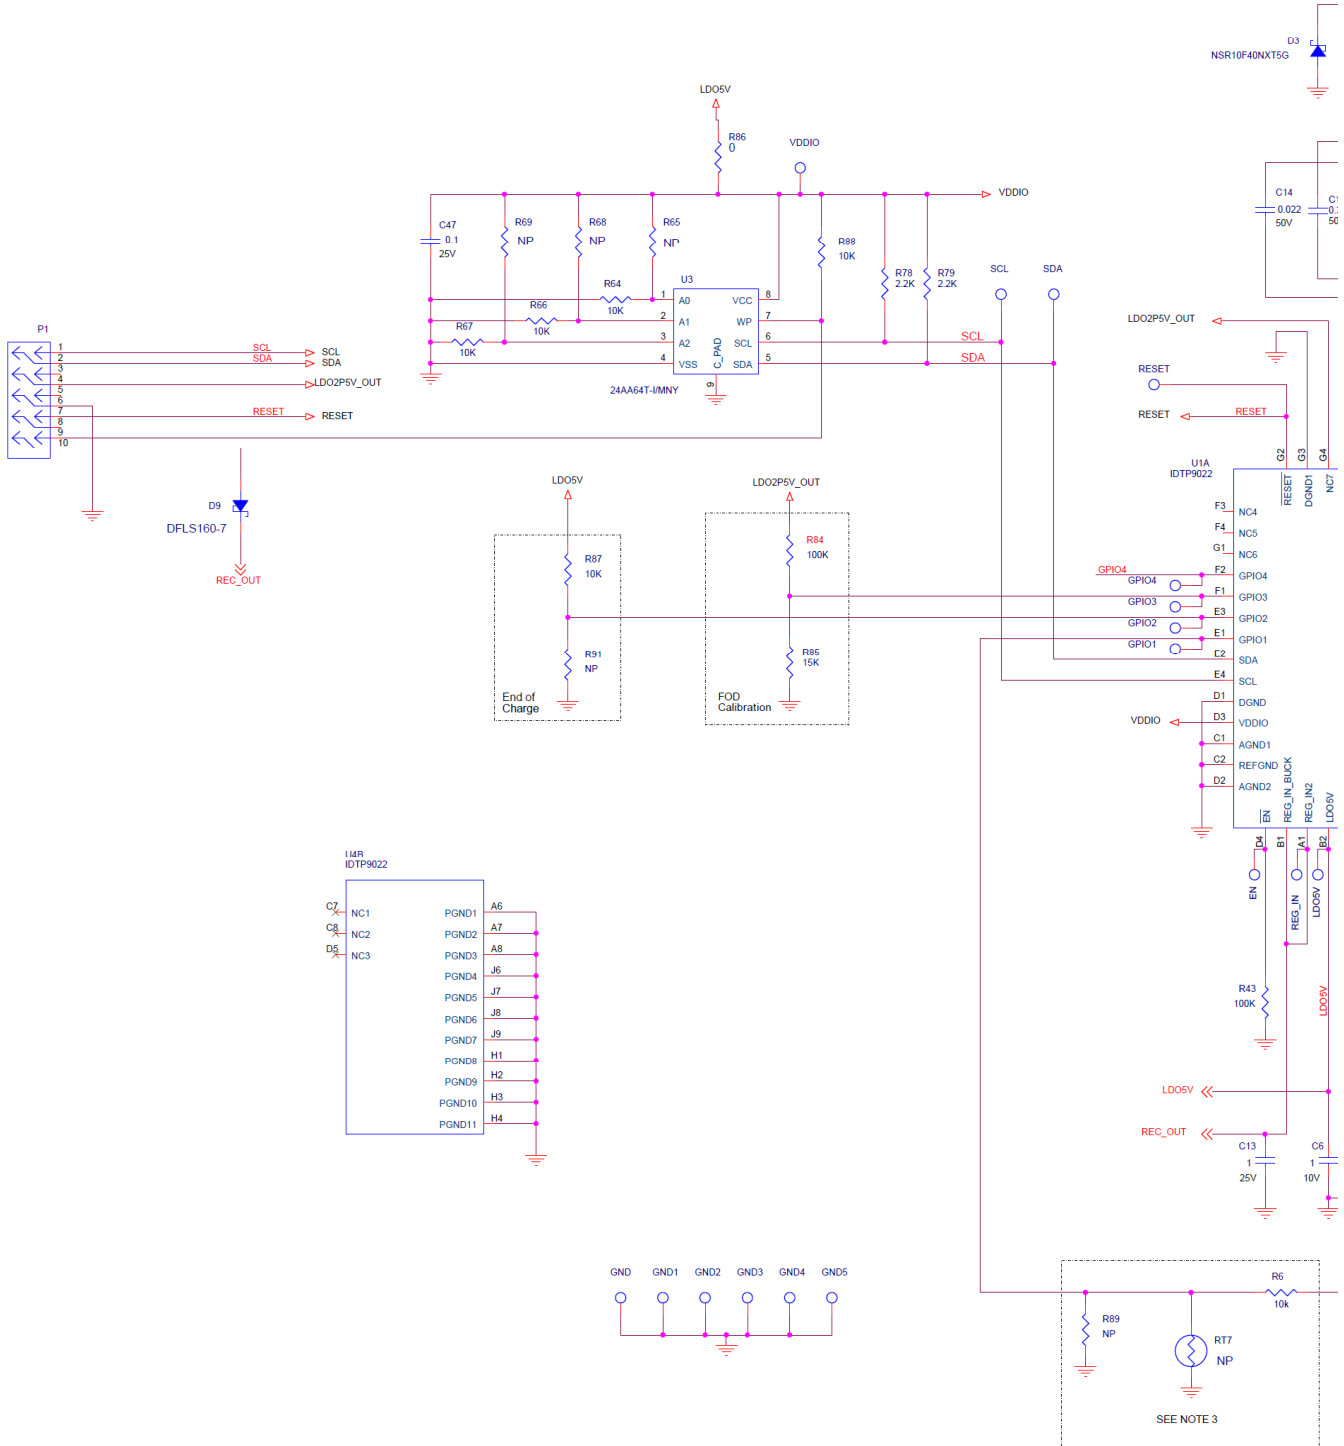 D3
NSR10F40NXT5G
LDO5V
R86
0
VDDIO
VDDIO
C14
0.022
50V
C47
0.1
25V
R69
NP
R68
NP
R65
NP
R88
10K
R78
2.2K
R79
2.2K
SCL
SDA
U3
R64
10K
R66
10K
R67
10K
1
A0
2
A1
3
A2
4
VSS
VCC
8
WP
7
SCL
6
SDA
5
C_PAD
9
24AA64T-I/MNY
SCL
SDA
LDO2P5V_OUT
P1
1
2
3
4
5
6
7
8
9
10
SCL
SCL
SDA
SDA
LDO2P5V_OUT
RESET
RESET
RESET
RESET
RESET
D9
DFLS160-7
REC_OUT
LDO5V
R87
10K
R91
NP
End of
Charge
LDO2P5V_OUT
R84
100K
R85
15K
FOD
Calibration
U1A
IDTP9022
G2
G3
G4
RESET
DGND1
NC7
F3
NC4
F4
NC5
G1
NC6
GPIO4
GPIO4
F2
GPIO4
GPIO3
F1
GPIO3
GPIO2
E3
GPIO2
GPIO1
E1
GPIO1
E2
SDA
E4
SCL
D1
DGND
VDDIO
D3
VDDIO
C1
AGND1
C2
REFGND
D2
AGND2
EN
REG_IN_BUCK
REG_IN2
LDO5V
D4
B1
A1
B2
EN
REG_IN
LDO5V
R43
100K
LDO5V
LDO5V
REC_OUT
C13
1
25V
C6
1
10V
U4B
IDTP9022
C7
NC1
C8
NC2
D5
NC3
PGND1
A6
PGND2
A7
PGND3
A8
PGND4
J6
PGND5
J7
PGND6
J8
PGND7
J9
PGND8
H1
PGND9
H2
PGND10
H3
PGND11
H4
GND
GND1
GND2
GND3
GND4
GND5
R6
10k
R89
NP
RT7
NP
SEE NOTE 3